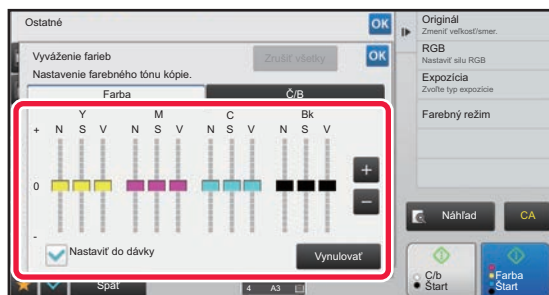 Ostatné
OK
Vyváženie farieb
Zrušiť všetky
OK
Nastavenie farebného tónu kópie.
Farba
Č/B
Y M C Bk
+ N S V N S V N S V N S V
0
+
-
-
Nastaviť do dávky
Vynulovať
Späť
4 A3
Originál
Zmeniť veľkosť/smer.
RGB
Nastaviť silu RGB
Expozícia
Zvoľte typ expozície
Farebný režim
Náhľad
CA
C/b
Štart
Farba
Štart